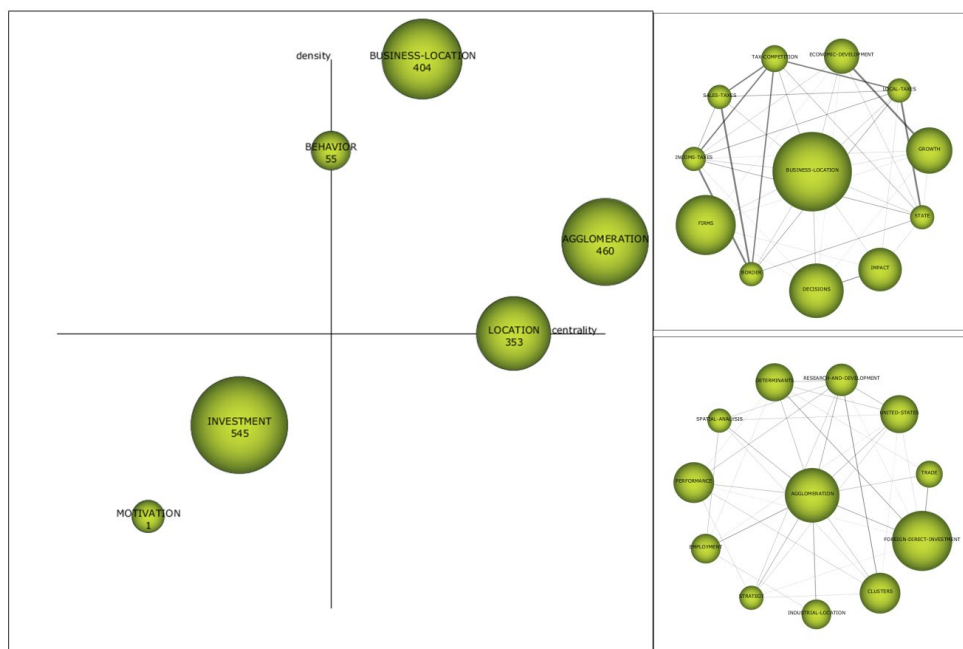 density
BUSINESS-LOCATION
404
BEHAVIOR
55
AGGLOMERATION
460
LOCATION
353
centrality
INVESTMENT
545
MOTIVATION
1
ECONOMIC-DEVELOPMENT
TAX-COMPETITION
LOCAL-TAXES
SALES-TAXES
GROWTH
INCOME-TAXES
BUSINESS-LOCATION
STATE
FIRMS
IMPACT
BORDER
DECISIONS
RESEARCH-AND-DEVELOPMENT
DETERMINANTS
UNITED-STATES
SPATIAL-ANALYSIS
TRADE
PERFORMANCE
AGGLOMERATION
FOREIGN-DIRECT-INVESTMENT
EMPLOYMENT
CLUSTERS
STRATEGIC
INDUSTRIAL-LOCATION